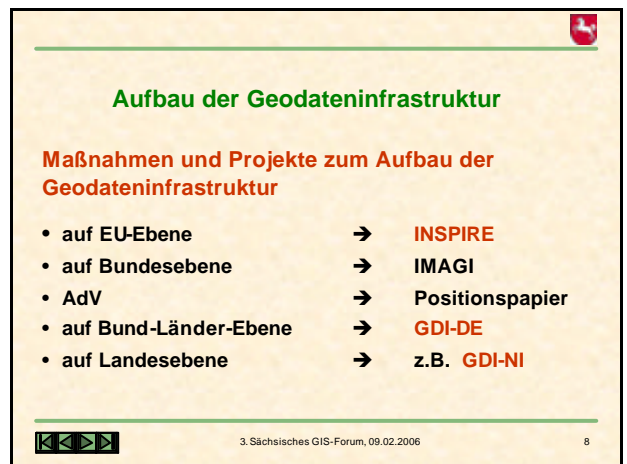 Aufbau der Geodateninfrastruktur
Maßnahmen und Projekte zum Aufbau der
Geodateninfrastruktur
• auf EU-Ebene ➔ INSPIRE
• auf Bundesebene ➔ IMAGI
• AdV ➔ Positionspapier
• auf Bund-Länder-Ebene ➔ GDI-DE
• auf Landesebene ➔ z.B. GDI-NI
3. Sächsisches GIS-Forum, 09.02.2006 8